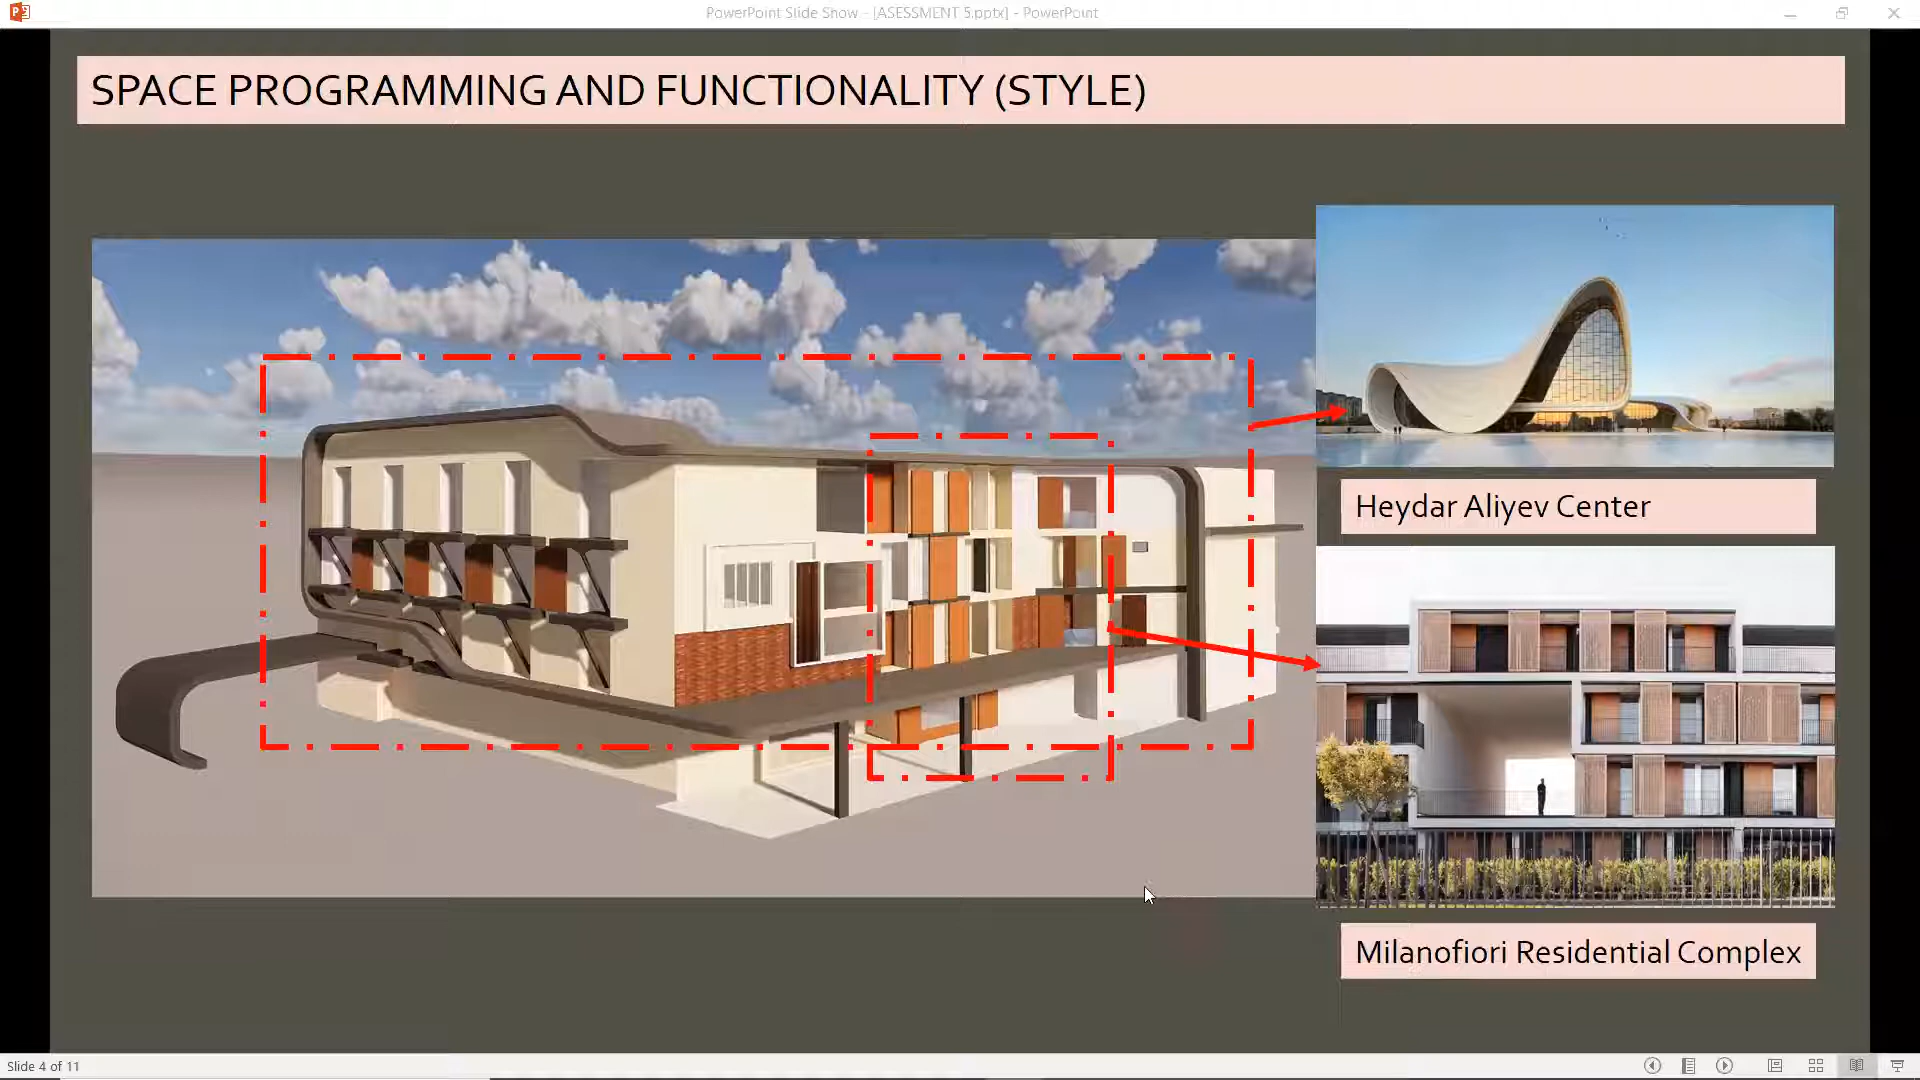 PowerPoint Slide Show - [ASESSMENT 5.pptx] - PowerPoint
SPACE PROGRAMMING AND FUNCTIONALITY (STYLE)
Heydar Aliyev Center
Milanofiori Residential Complex
Slide 4 of 11